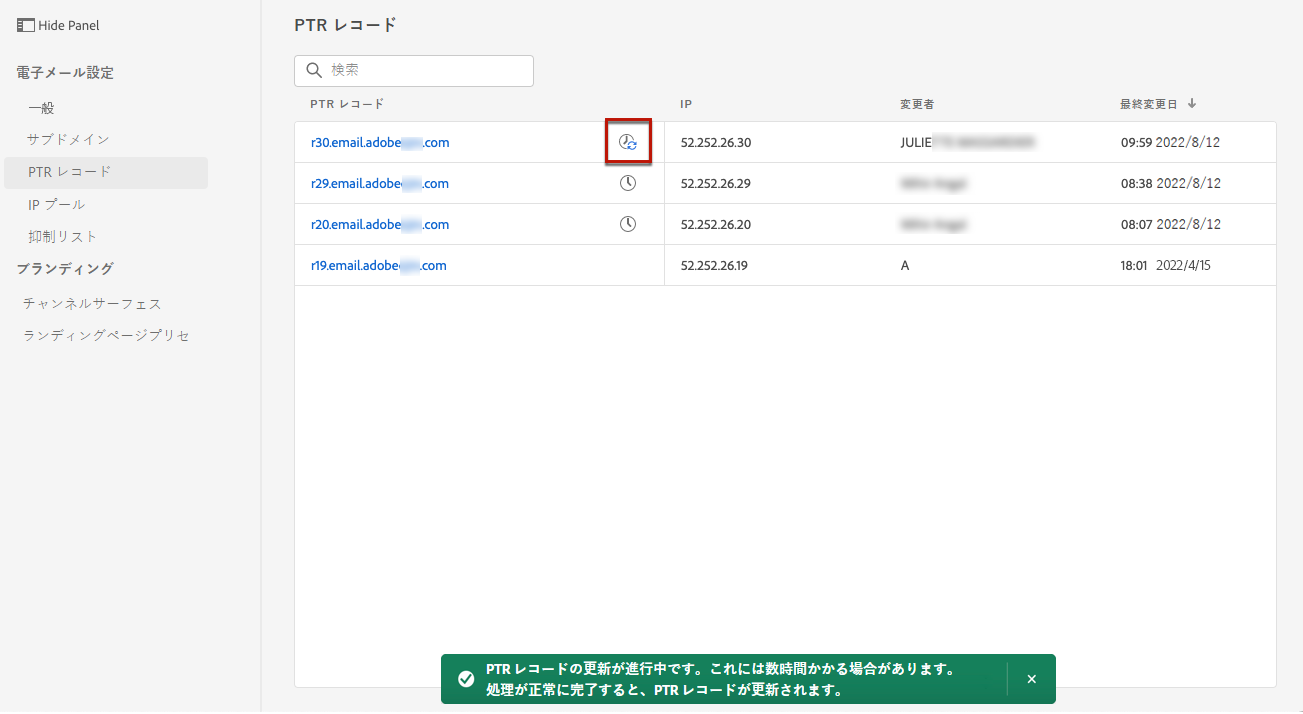 Hide Panel
電子メール設定
一般
サブドメイン
PTR レコード
IP プール
抑制リスト
ブランディング
チャンネルサーフェス
ランディングページプリセ
PTR レコード
検索
PTR レコード IP 変更者 最終変更日
r30.email.adobe .com 52.252.26.30 JULIE 09:59 2022/8/12
r29.email.adobe .com 52.252.26.29 08:38 2022/8/12
r20.email.adobe .com 52.252.26.20 08:07 2022/8/12
r19.email.adobe .com 52.252.26.19 A 18:01 2022/4/15
PTR レコードの更新が進行中です。これには数時間かかる場合があります。
処理が正常に完了すると、PTR レコードが更新されます。